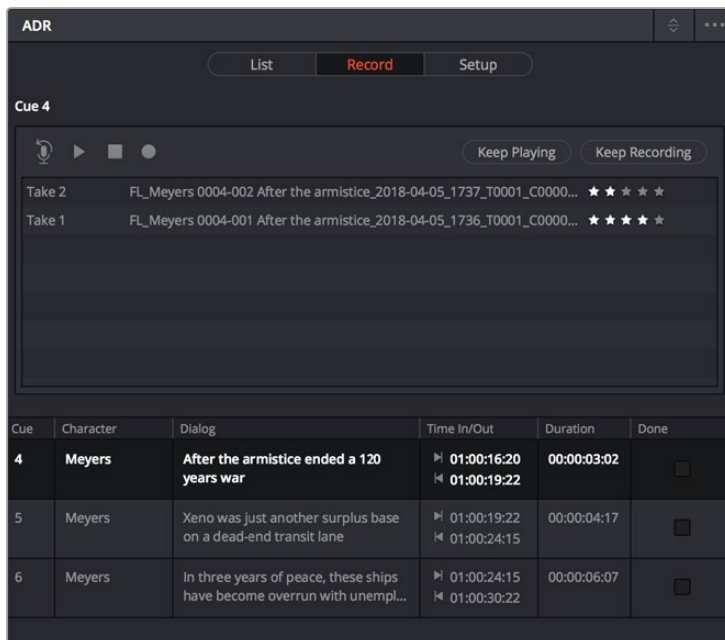 ADR
List Record Setup
Cue 4
Keep Playing Keep Recording
Take 2 FL_Meyers 0004-002 After the armistice_2018-04-05_1737_T0001_C0000...
Take 1 FL_Meyers 0004-001 After the armistice_2018-04-05_1736_T0001_C0000...
Cue Character Dialog Time In/Out Duration Done
4 Meyers After the armistice ended a 120 01:00:16:20 00:00:03:02
years war 01:00:19:22
5 Meyers Xeno was just another surplus base 01:00:19:22 00:00:04:17
on a dead-end transit lane 01:00:24:15
6 Meyers In three years of peace, these ships 01:00:24:15 00:00:06:07
have become overrun with unempl... 01:00:30:22